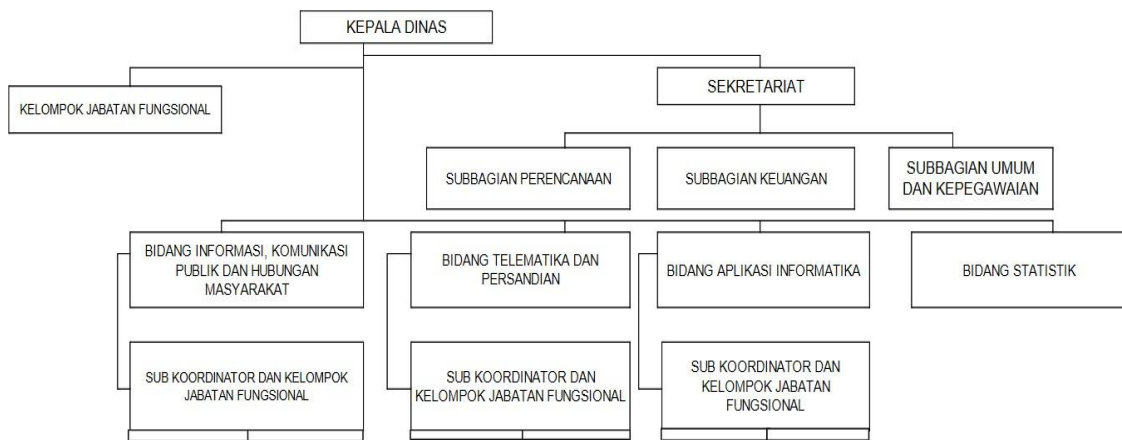 KEPALA DINAS
SEKRETARIAT
KELOMPOK JABATAN FUNGSIONAL
SUBBAGIAN PERENCANAAN
SUBBAGIAN KEUANGAN
SUBBAGIAN UMUM
DAN KEPEGAWAIAN
BIDANG INFORMASI, KOMUNIKASI
PUBLIK DAN HUBUNGAN
MASYARAKAT
BIDANG TELEMATIKA DAN
PERSANDIAN
BIDANG APLIKASI INFORMATIKA
BIDANG STATISTIK
SUB KOORDINATOR DAN KELOMPOK
JABATAN FUNGSIONAL
SUB KOORDINATOR DAN
KELOMPOK JABATAN FUNGSIONAL
SUB KOORDINATOR DAN
KELOMPOK JABATAN
FUNGSIONAL